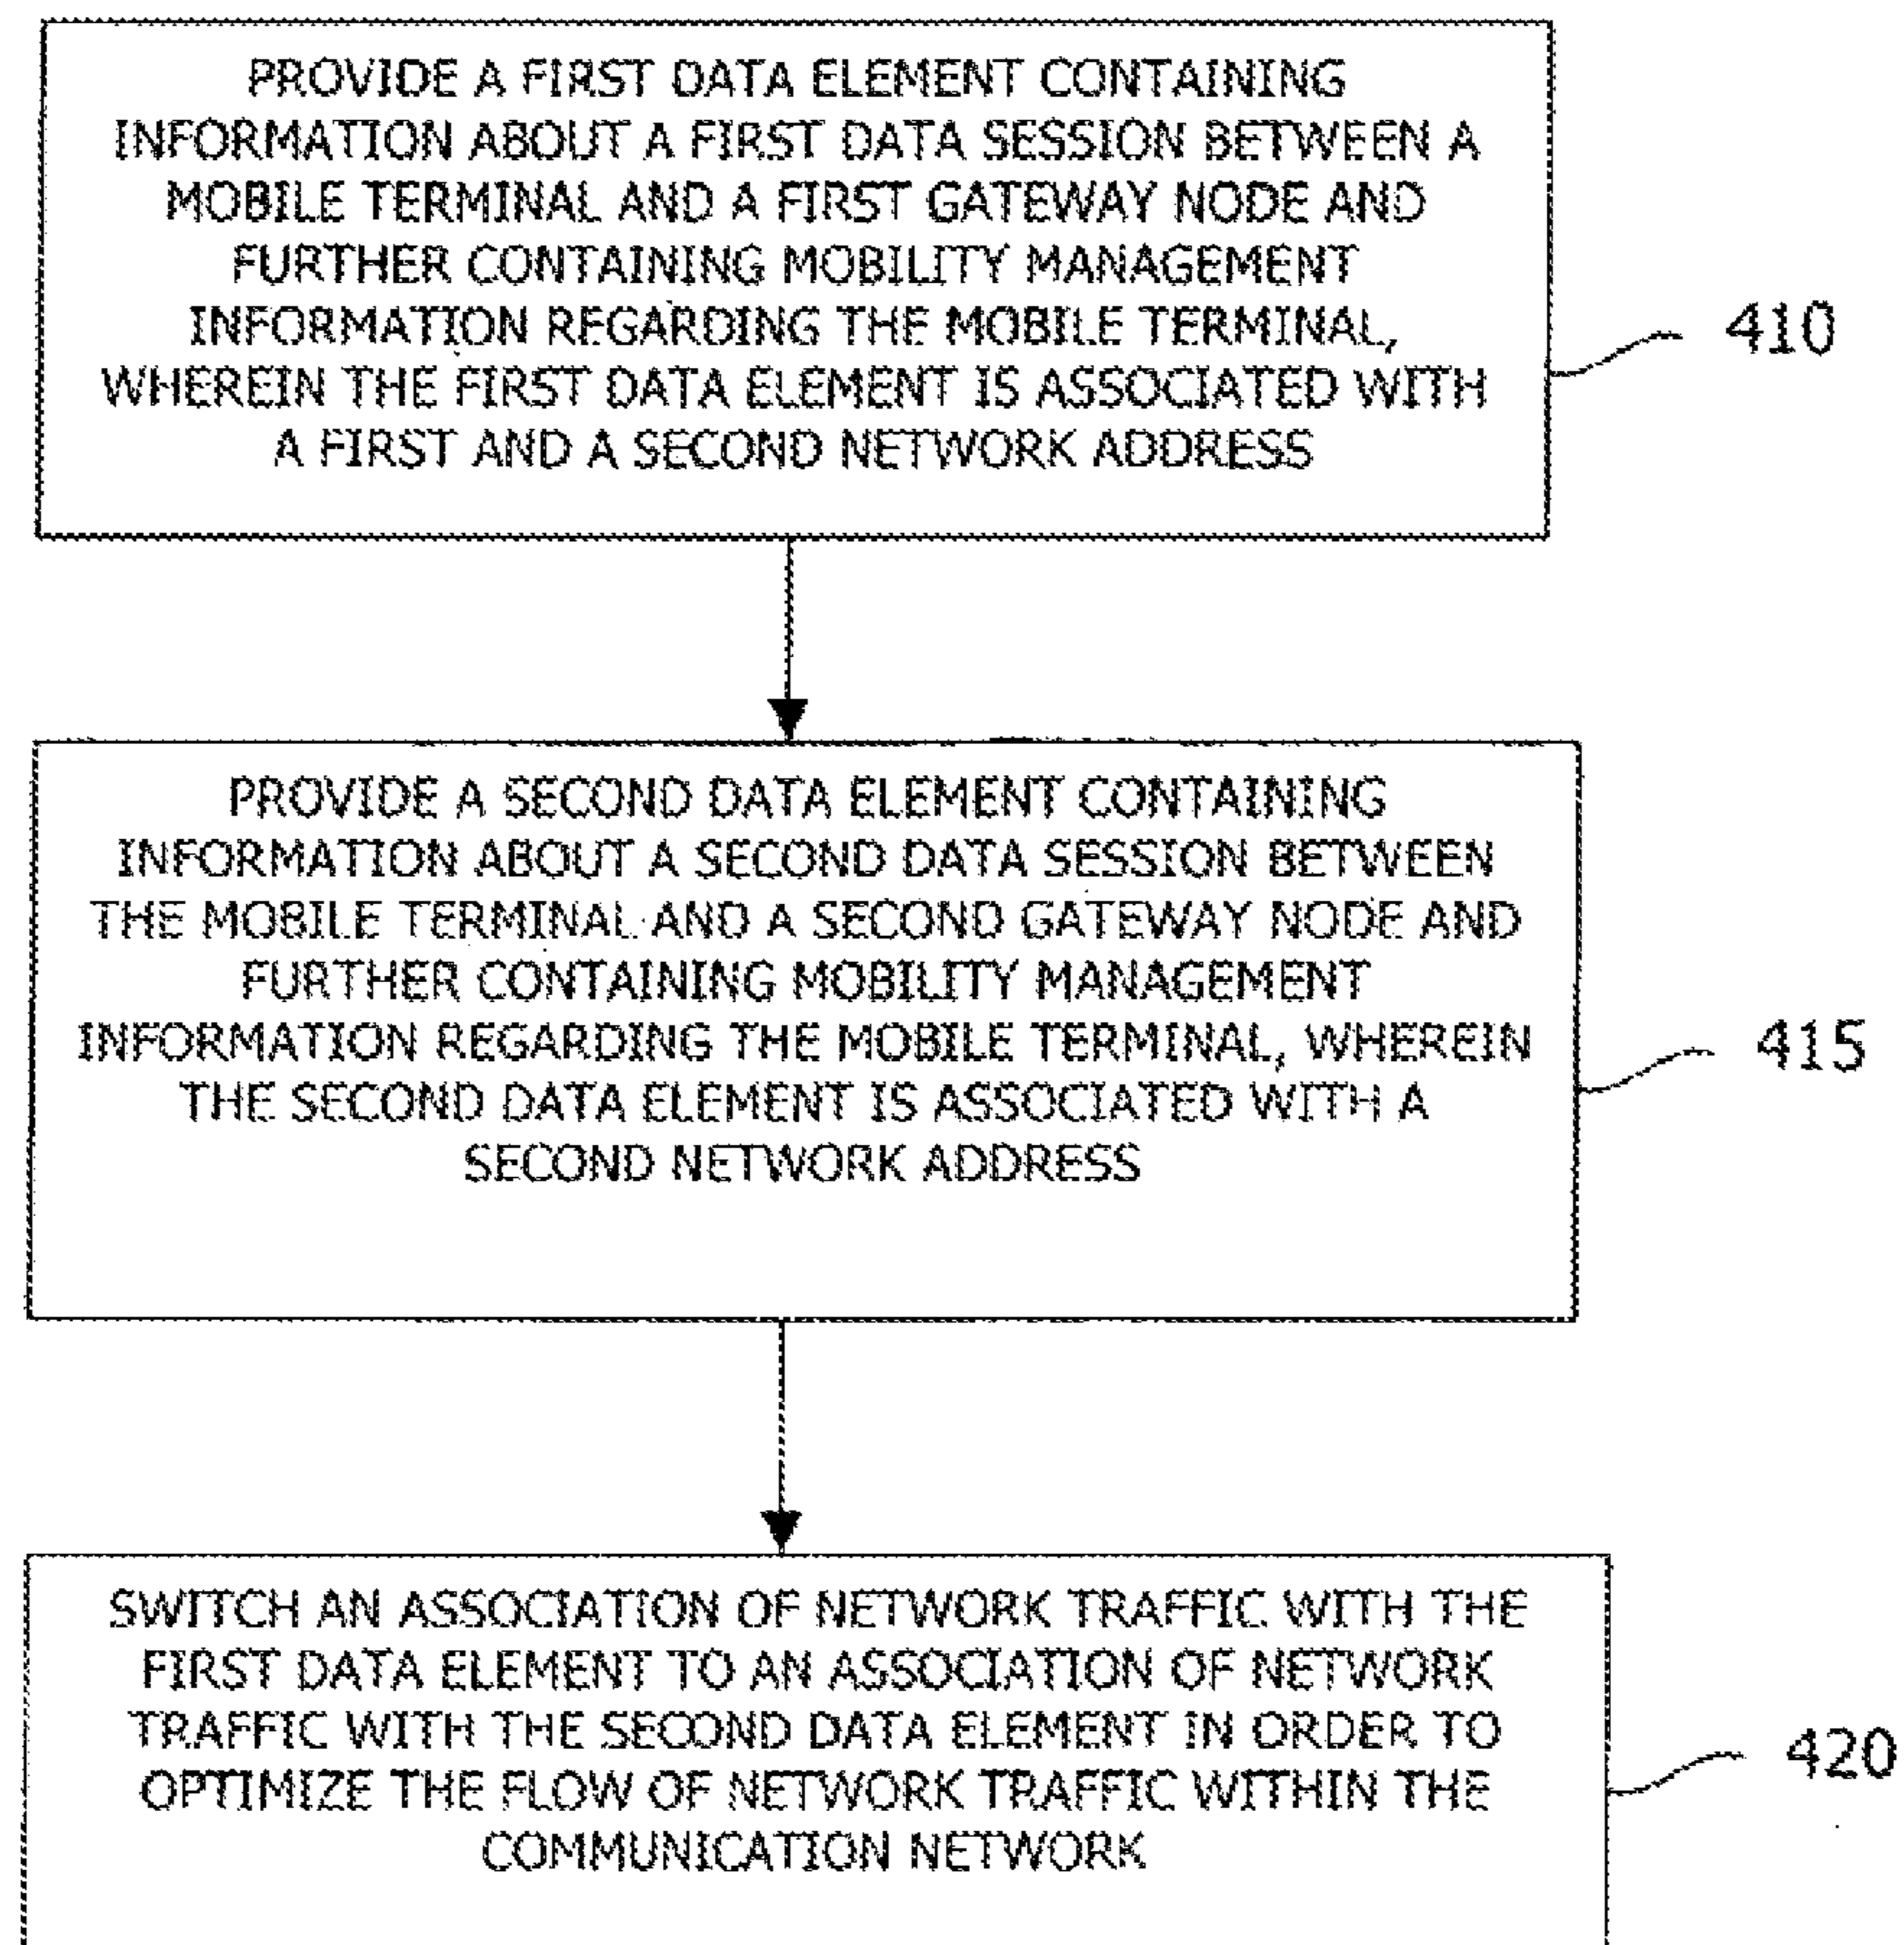 PROVIDE A FIRST DATA ELEMENT CONTAINING
INFORMATION ABOUT A FIRST DATA SESSION BETWEEN A
MOBILE TERMINAL AND A FIRST GATEWAY NODE AND
FURTHER CONTAINING MOBILITY MANAGEMENT
INFORMATION REGARDING THE MOBILE TERMINAL,
WHEREIN THE FIRST DATA ELEMENT IS ASSOCIATED WITH
A FIRST AND A SECOND NETWORK ADDRESS
410
PROVIDE A SECOND DATA ELEMENT CONTAINING
INFORMATION ABOUT A SECOND DATA SESSION BETWEEN
THE MOBILE TERMINAL AND A SECOND GATEWAY NODE AND
FURTHER CONTAINING MOBILITY MANAGEMENT
INFORMATION REGARDING THE MOBILE TERMINAL, WHEREIN
THE SECOND DATA ELEMENT IS ASSOCIATED WITH A
SECOND NETWORK ADDRESS
415
SWITCH AN ASSOCIATION OF NETWORK TRAFFIC WITH THE
FIRST DATA ELEMENT TO AN ASSOCIATION OF NETWORK
TRAFFIC WITH THE SECOND DATA ELEMENT IN ORDER TO
OPTIMIZE THE FLOW OF NETWORK TRAFFIC WITHIN THE
COMMUNICATION NETWORK
420